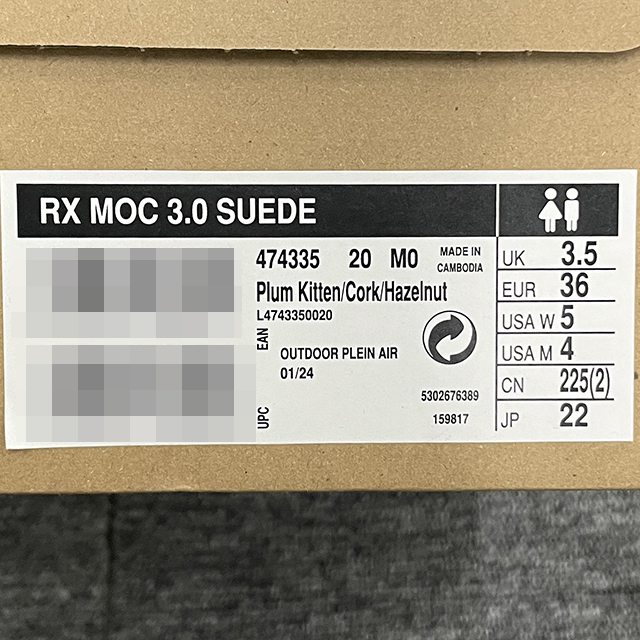 RX MOC 3.0 SUEDE
474335 20 M0
MADE IN
CAMBODIA
Plum Kitten/Cork/Hazelnut
L4743350020
EAN
OUTDOOR PLEIN AIR
01/24
5302676389
159817
UPC
UK 3.5
EUR 36
USA W 5
USA M 4
CN 225(2)
JP 22